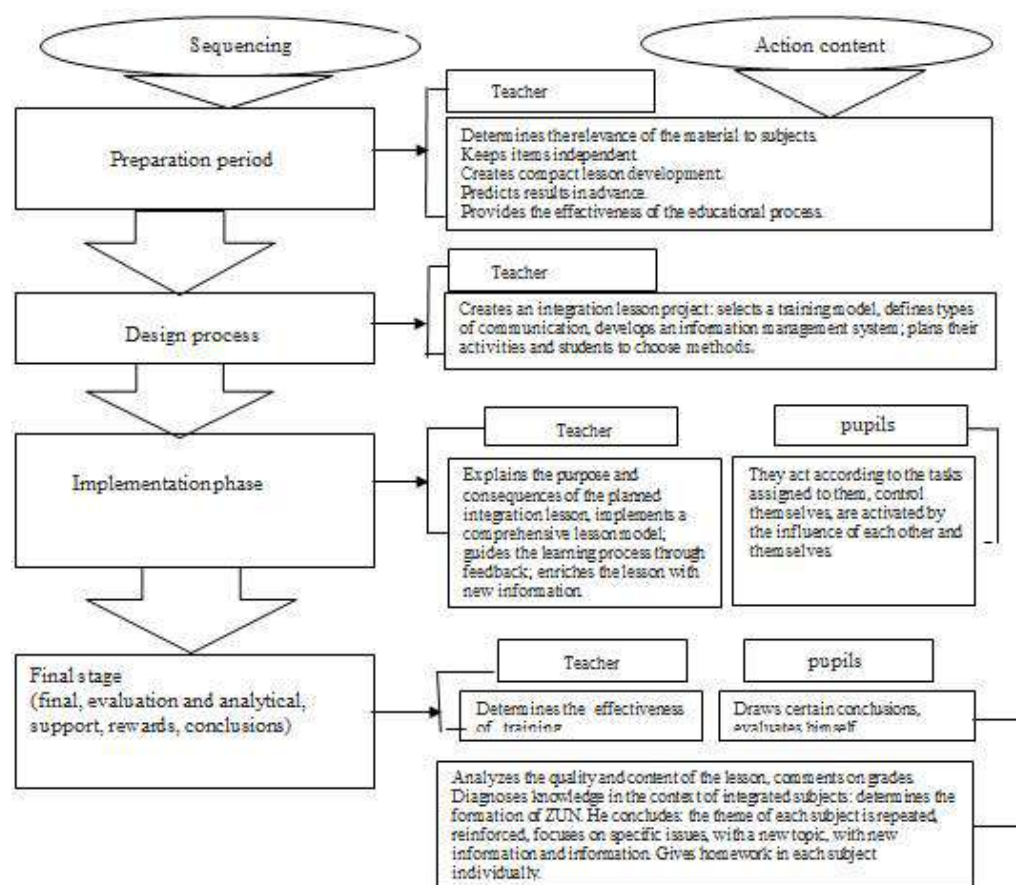 Sequencing
Action content
Teacher
Preparation period
Determines the relevance of the material to subjects.
Keeps items independent.
Creates compact lesson development.
Predicts results in advance.
Provides the effectiveness of the educational process.
Teacher
Design process
Creates an integration lesson project: selects a training model, defines types
of communication, develops an information management system; plans their
activities and students to choose methods.
Teacher
pupils
Implementation phase
Explains the purpose and
consequences of the planned
integration lesson, implements a
comprehensive lesson model;
guides the learning process through
feedback; enriches the lesson with
new information.
They act according to the tasks
assigned to them, control
themselves, are activated by
the influence of each other and
themselves.
Teacher
pupils
Final stage
(final, evaluation and analytical,
support, rewards, conclusions)
Determines the effectiveness
of training
Draws certain conclusions,
evaluates himself
Analyzes the quality and content of the lesson, comments on grades.
Diagnoses knowledge in the context of integrated subjects: determines the
formation of ZUN. He concludes: the theme of each subject is repeated,
reinforced, focuses on specific issues, with a new topic, with new
information and information. Gives homework in each subject
individually.